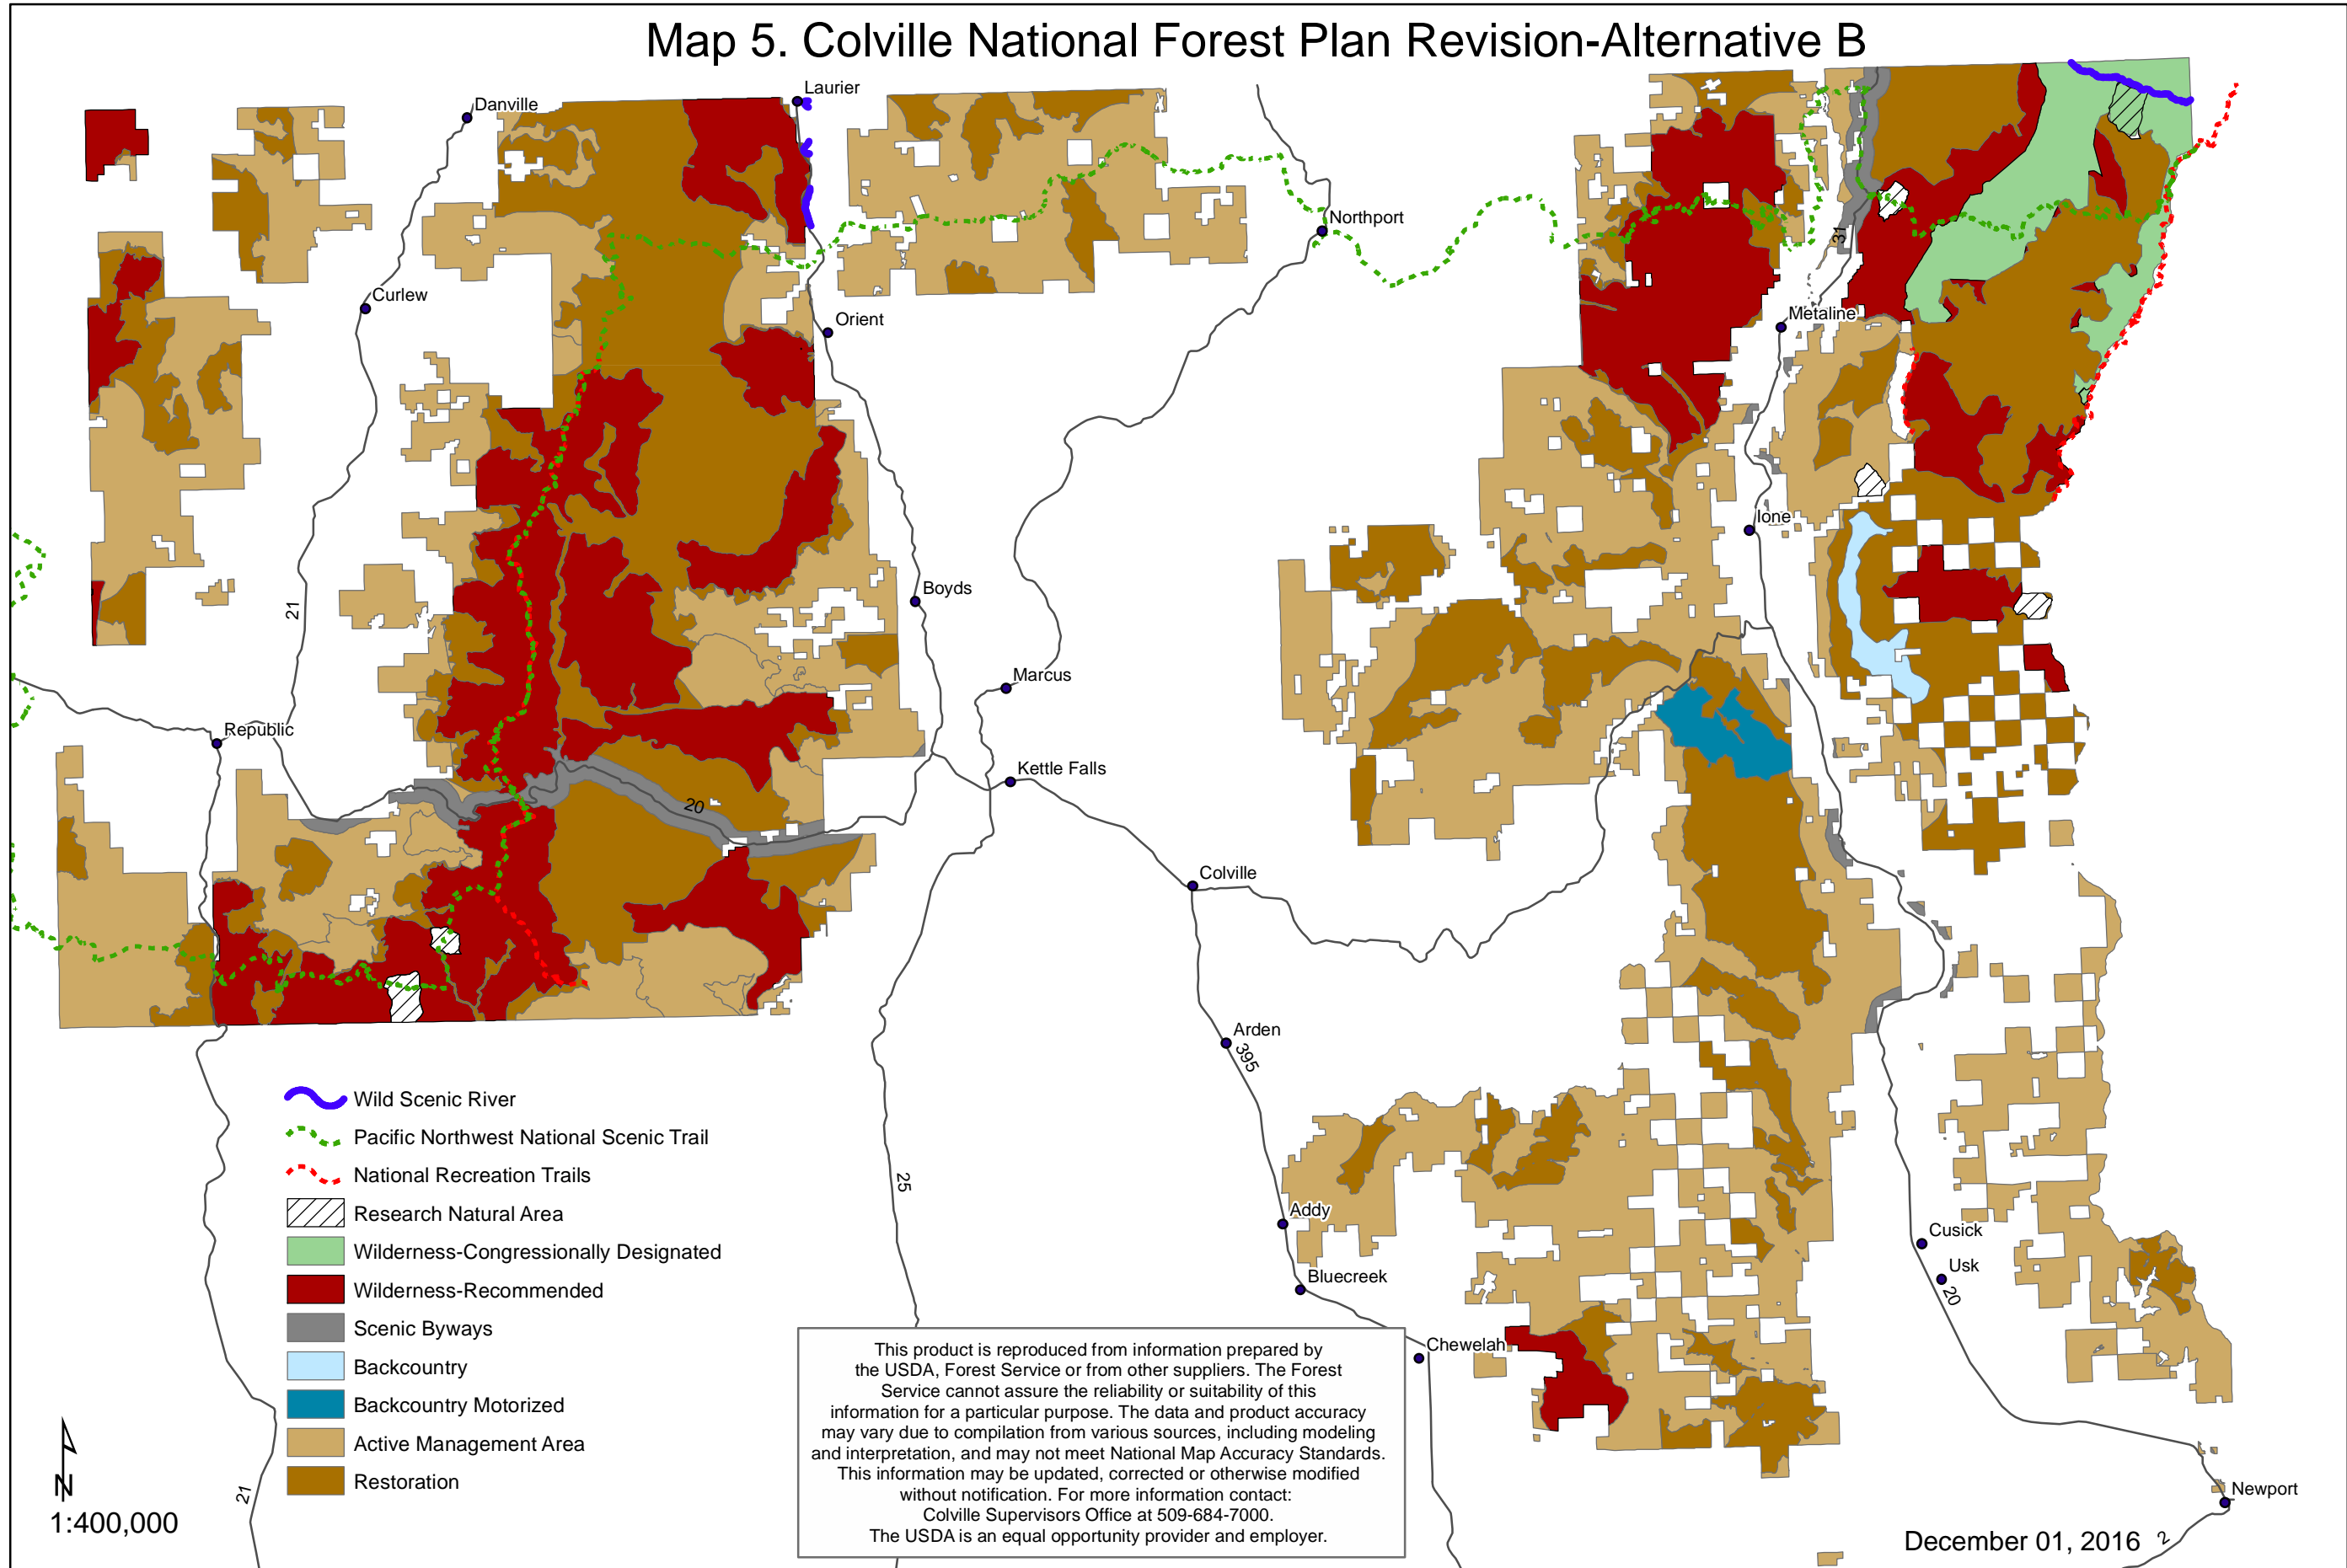 Map 5. Colville National Forest Plan Revision-Alternative B
Laurier
Danville
Northport
Curlew
Orient
31
Metaline
Ione
Boyds
21
Marcus
Republic
Kettle Falls
20
Colville
Arden
395
25
Addy
Cusick
Bluecreek
Usk
20
Chewelah
Newport
21
2
Wild Scenic River
Pacific Northwest National Scenic Trail
National Recreation Trails
Research Natural Area
Wilderness-Congressionally Designated
Wilderness-Recommended
Scenic Byways
Backcountry
Backcountry Motorized
Active Management Area
Restoration
N
1:400,000
This product is reproduced from information prepared by
the USDA, Forest Service or from other suppliers. The Forest
Service cannot assure the reliability or suitability of this
information for a particular purpose. The data and product accuracy
may vary due to compilation from various sources, including modeling
and interpretation, and may not meet National Map Accuracy Standards.
This information may be updated, corrected or otherwise modified
without notification. For more information contact:
Colville Supervisors Office at 509-684-7000.
The USDA is an equal opportunity provider and employer.
December 01, 2016